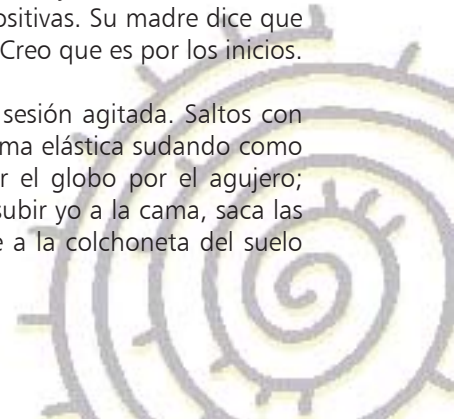 ositivas. Su madre dice que
Creo que es por los inicios.
sesión agitada. Saltos con
ma elástica sudando como
r el globo por el agujero;
subir yo a la cama, saca las
e a la colchoneta del suelo